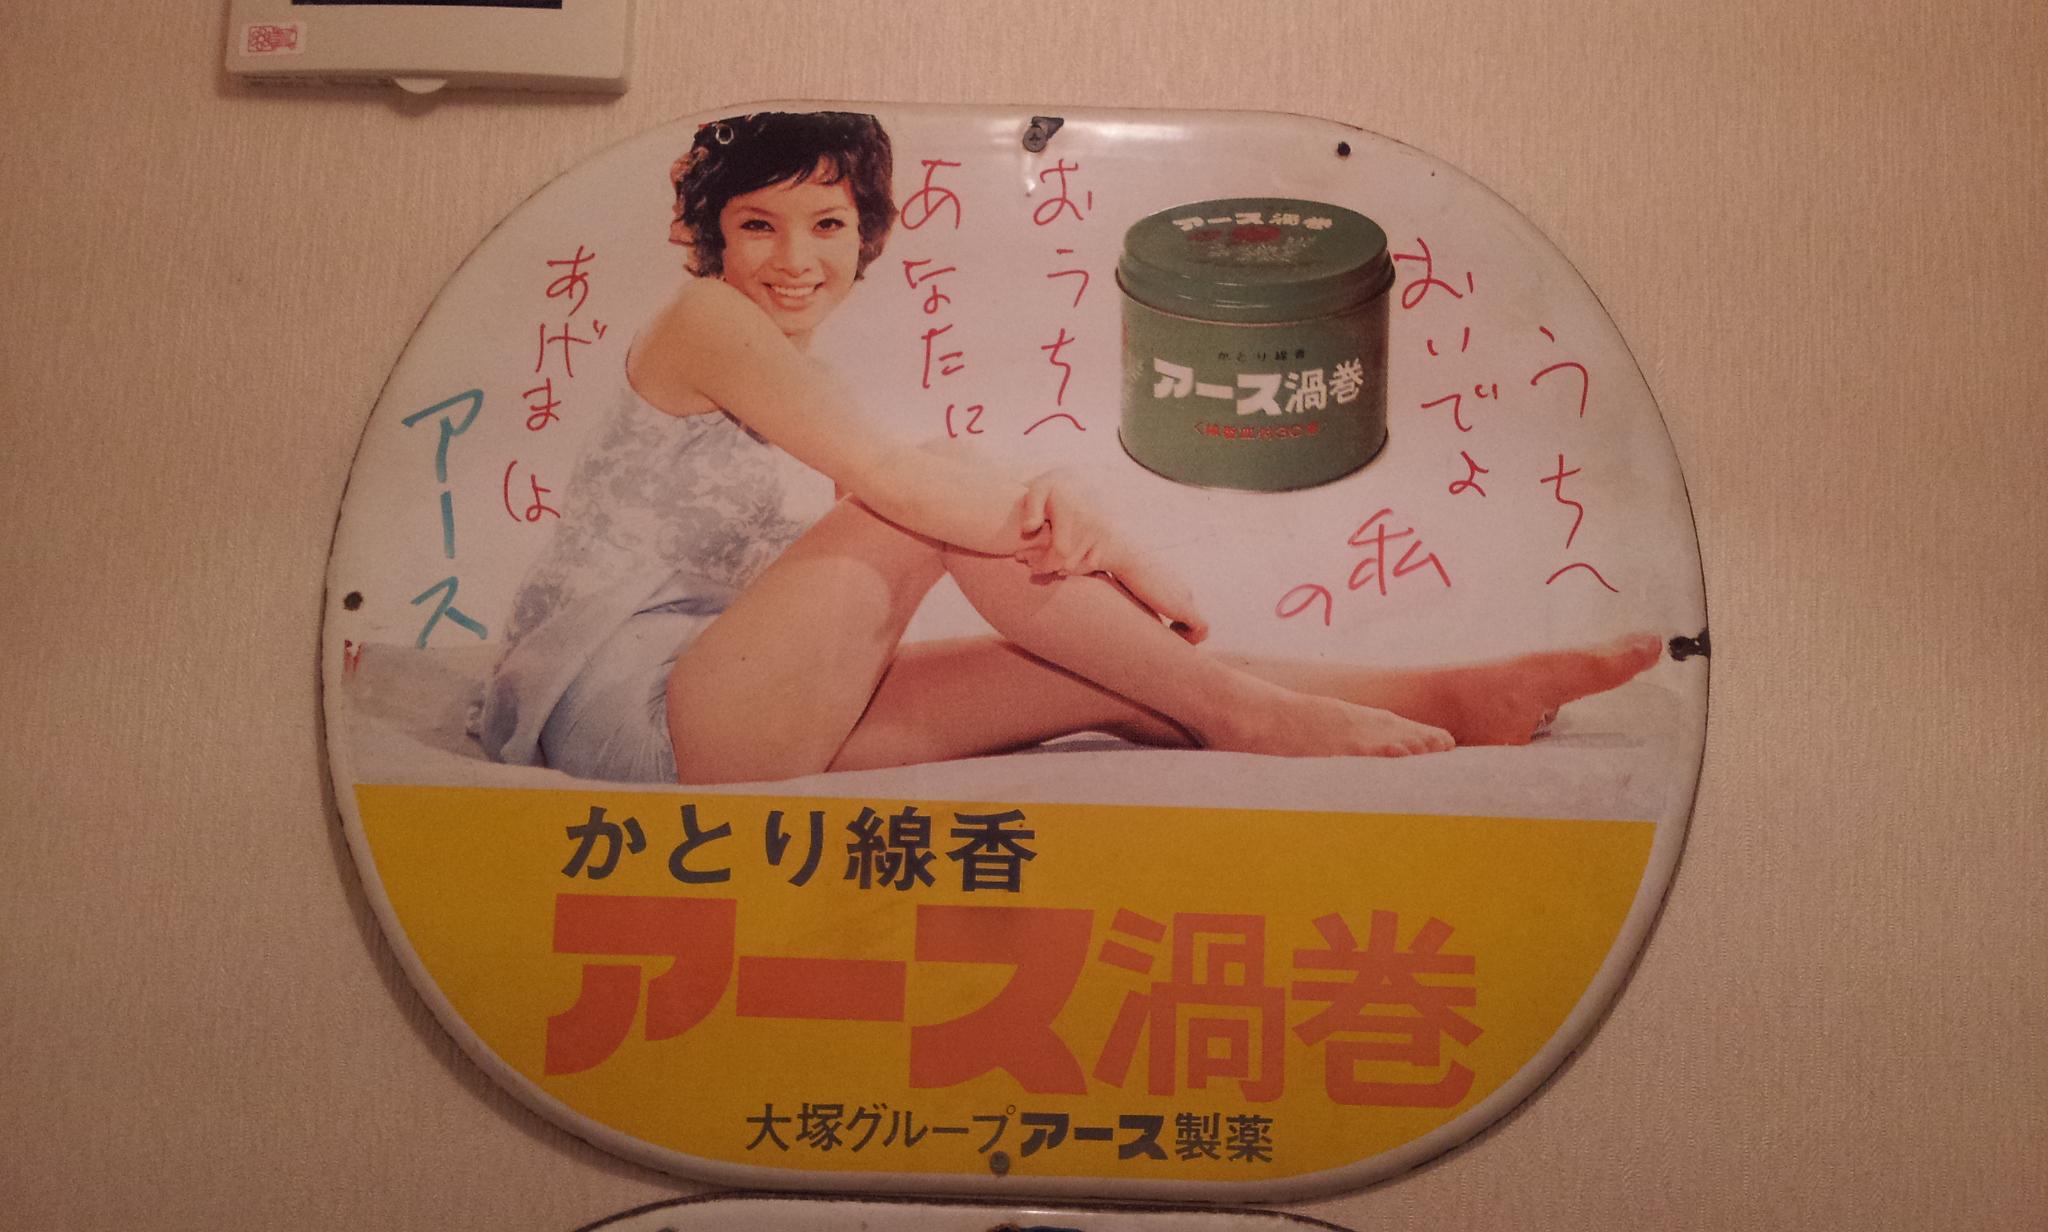 うちへ
おいでよ
私の
おうちへ
あなたに
あげまよ
アース
アース渦巻
かとり線香
アース渦巻
かとり線香
アース渦巻
大塚グループアース製薬